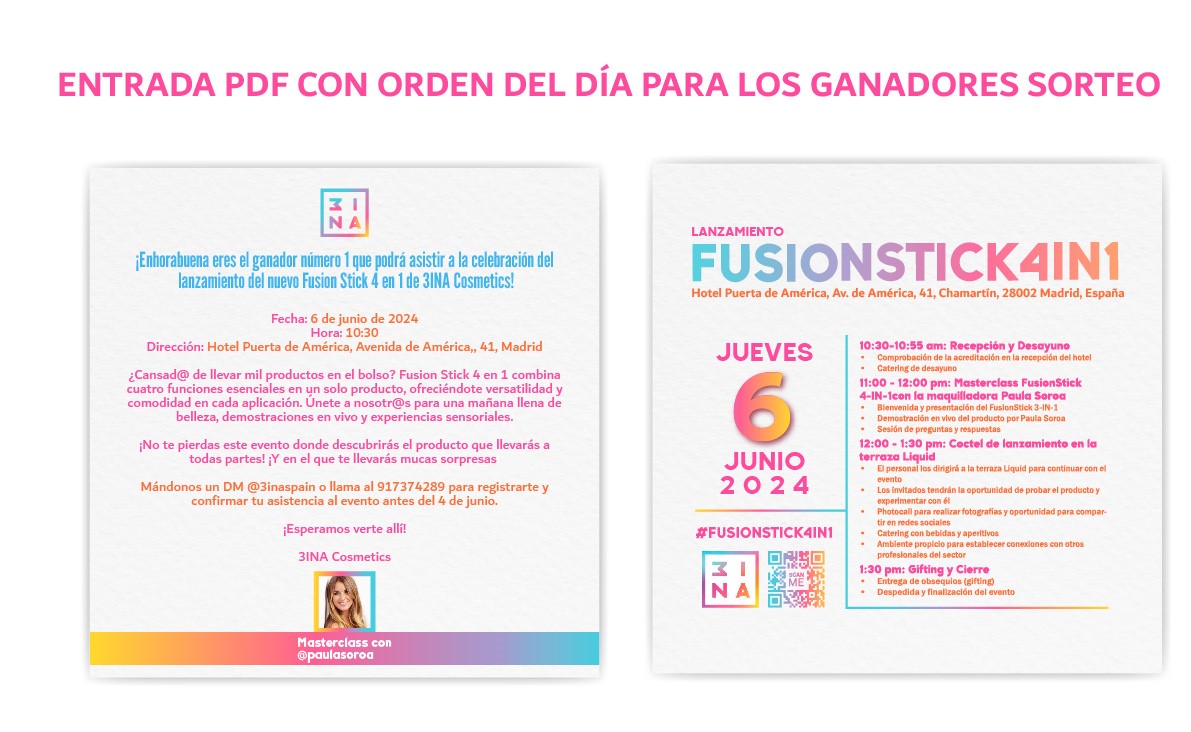 ENTRADA PDF CON ORDEN DEL DÍA PARA LOS GANADORES SORTEO
3 I
N A
¡Enhorabuena eres el ganador número 1 que podrá asistir a la celebración del
lanzamiento del nuevo Fusion Stick 4 en 1 de 3INA Cosmetics!
Fecha: 6 de junio de 2024
Hora: 10:30
Dirección: Hotel Puerta de América, Avenida de América,, 41, Madrid
¿Cansad@ de llevar mil productos en el bolso? Fusion Stick 4 en 1 combina
cuatro funciones esenciales en un solo producto, ofreciéndote versatilidad y
comodidad en cada aplicación. Únete a nosotr@s para una mañana llena de
belleza, demostraciones en vivo y experiencias sensoriales.
¡No te pierdas este evento donde descubrirás el producto que llevarás a
todas partes! ¡Y en el que te llevarás mucas sorpresas
Mándonos un DM @3inaspain o llama al 917374289 para registrarte y
confirmar tu asistencia al evento antes del 4 de junio.
¡Esperamos verte allí!
3INA Cosmetics
Masterclass con
@paulasoroa
LANZAMIENTO
FUSIONSTICK4IN1
Hotel Puerta de América, Av. de América, 41, Chamartín, 28002 Madrid, España
JUEVES
6
JUNIO
2024
#FUSIONSTICK4IN1
3 I
N A
SCAN
ME
10:30-10:55 am: Recepción y Desayuno
• Comprobación de la acreditación en la recepción del hotel
• Catering de desayuno
11:00 - 12:00 pm: Masterclass FusionStick
4-IN-1con la maquilladora Paula Soroa
• Bienvenida y presentación del FusionStick 3-IN-1
• Demostración en vivo del producto por Paula Soroa
• Sesión de preguntas y respuestas
12:00 - 1:30 pm: Coctel de lanzamiento en la
terraza Liquid
• El personal los dirigirá a la terraza Liquid para continuar con el
evento
• Los invitados tendrán la oportunidad de probar el producto y
experimentar con él
• Photocall para realizar fotografías y oportunidad para compar-
tir en redes sociales
• Catering con bebidas y aperitivos
• Ambiente propicio para establecer conexiones con otros
profesionales del sector
1:30 pm: Gifting y Cierre
• Entrega de obsequios (gifting)
• Despedida y finalización del evento